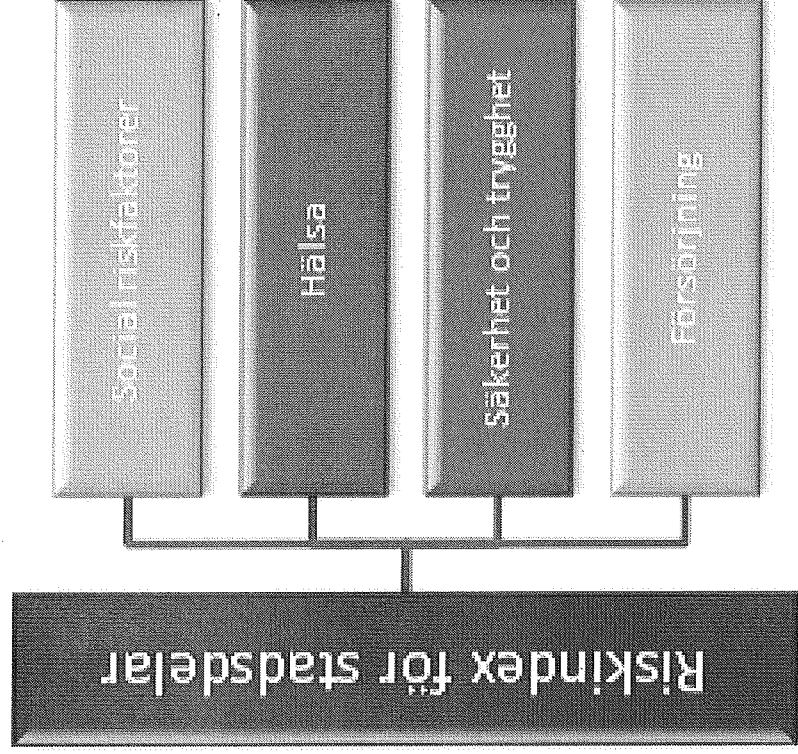 Riskindex för stadsdelar
Försörjning
Säkerhet och trygghet
Hälsa
Social riskfaktorer